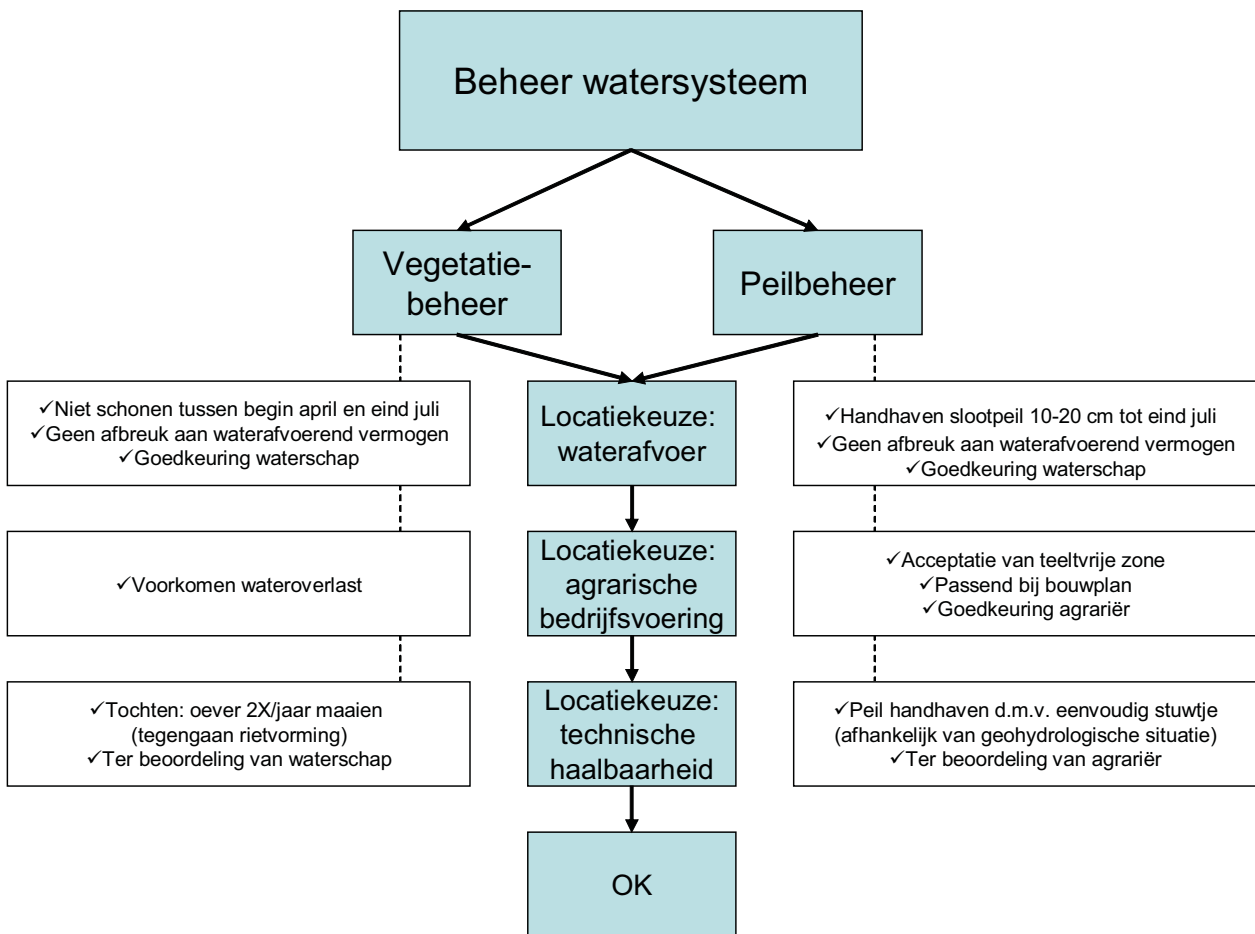 Beheer watersysteem
Vegetatie-
beheer
Peilbeheer
✓Niet schonen tussen begin april en eind juli
✓Geen afbreuk aan waterafvoerend vermogen
✓Goedkeuring waterschap
Locatiekeuze:
waterafvoer
✓Handhaven slootpeil 10-20 cm tot eind juli
✓Geen afbreuk aan waterafvoerend vermogen
✓Goedkeuring waterschap
✓Voorkomen wateroverlast
Locatiekeuze:
agrarische
bedrijfsvoering
✓Acceptatie van teeltvrije zone
✓Passend bij bouwplan
✓Goedkeuring agrariër
✓Tochten: oever 2X/jaar maaien
(tegengaan rietvorming)
✓Ter beoordeling van waterschap
Locatiekeuze:
technische
haalbaarheid
✓Peil handhaven d.m.v. eenvoudig stuwtje
(afhankelijk van geohydrologische situatie)
✓Ter beoordeling van agrariër
OK